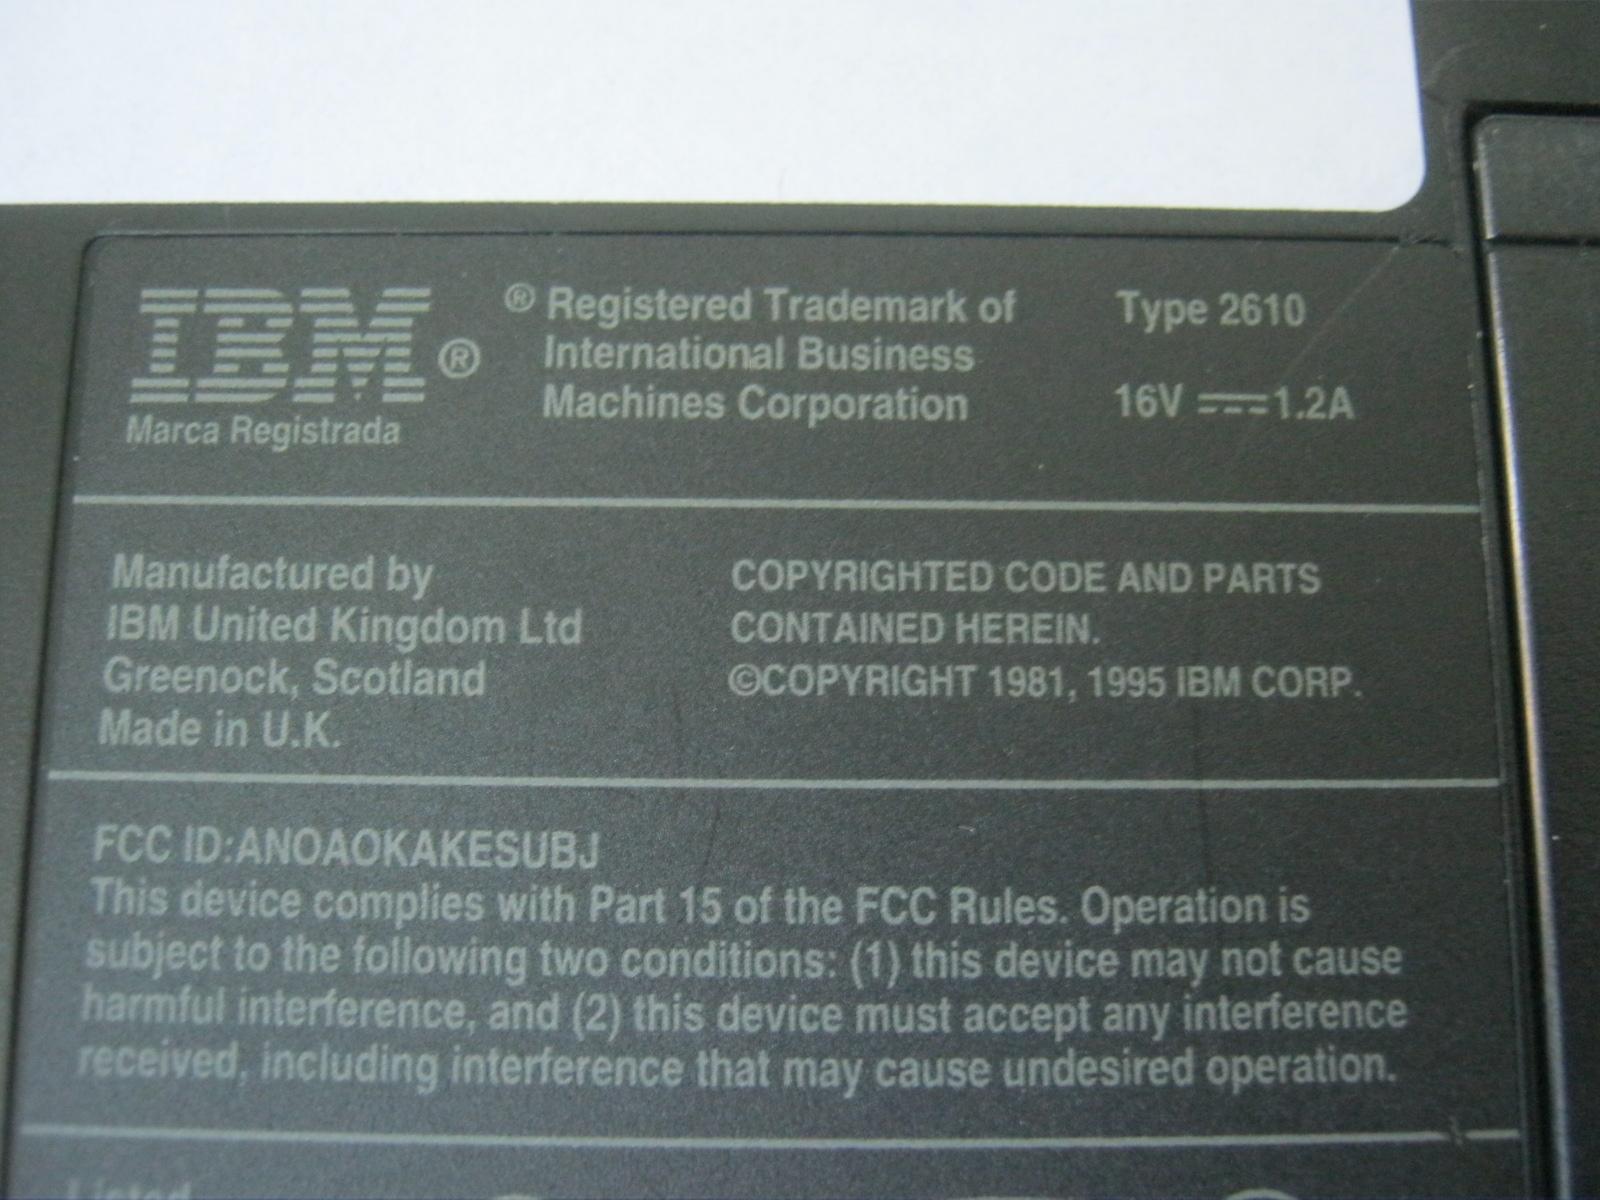 IBM ®
Marca Registrada
® Registered Trademark of
International Business
Machines Corporation
Type 2610
16V ⎓ 1.2A
Manufactured by
IBM United Kingdom Ltd
Greenock, Scotland
Made in U.K.
COPYRIGHTED CODE AND PARTS
CONTAINED HEREIN.
©COPYRIGHT 1981, 1995 IBM CORP.
FCC ID:ANOAOKAKESUBJ
This device complies with Part 15 of the FCC Rules. Operation is
subject to the following two conditions: (1) this device may not cause
harmful interference, and (2) this device must accept any interference
received, including interference that may cause undesired operation.
Listed